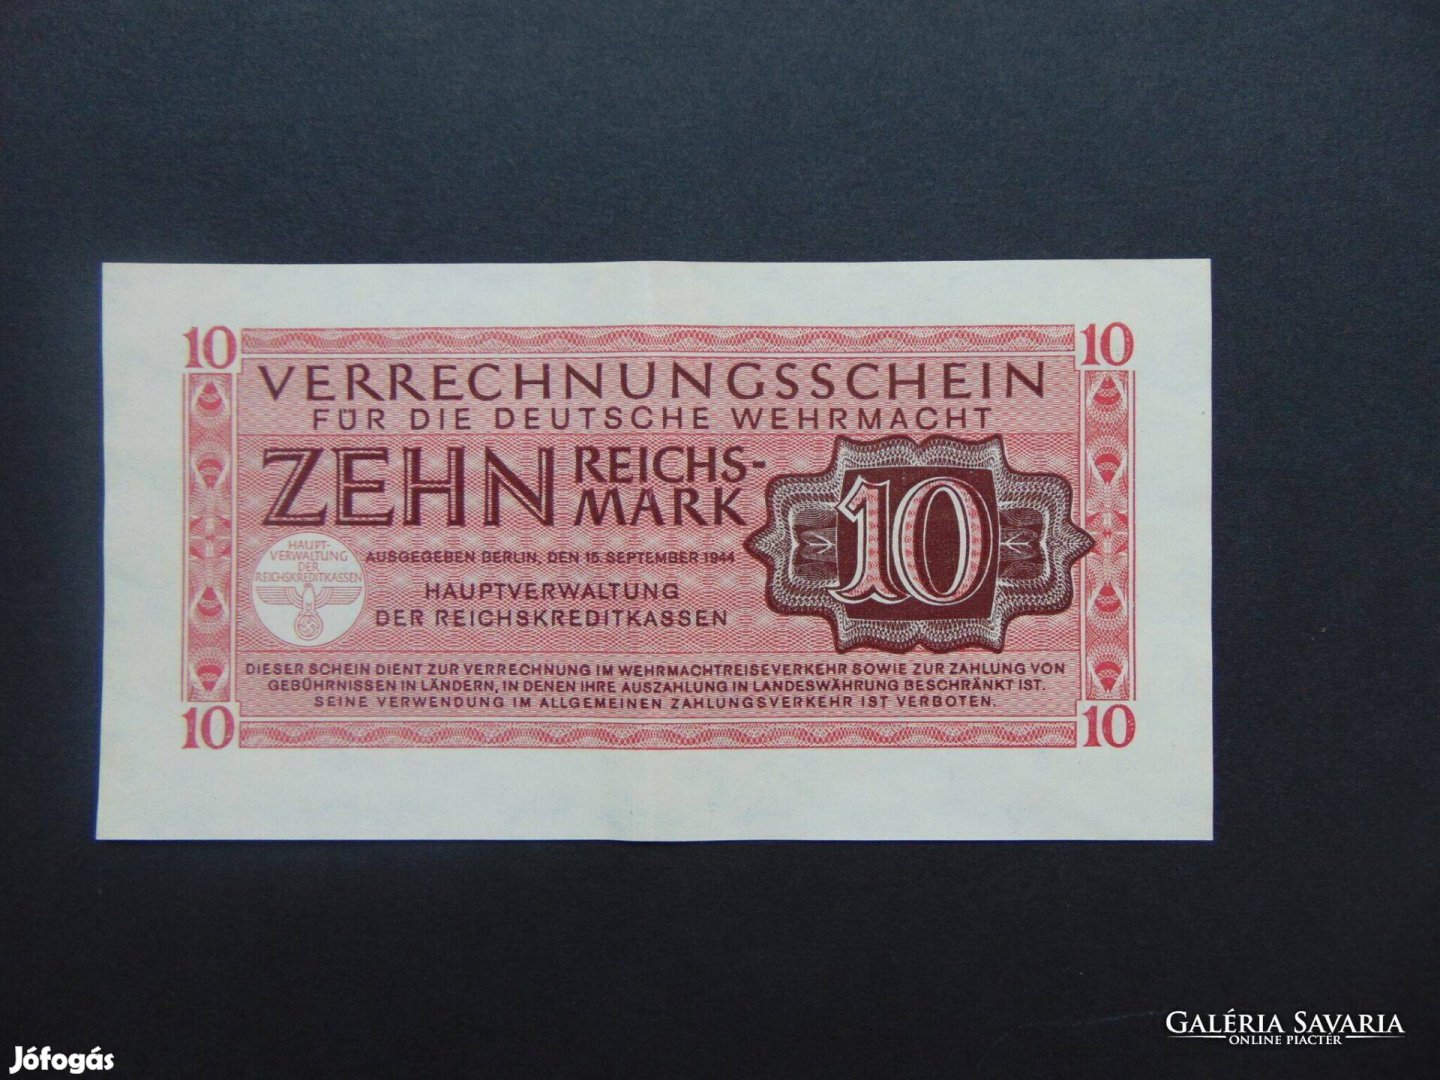 10
10
VERRECHNUNGSSCHEIN
FÜR DIE DEUTSCHE WEHRMACHT
ZEHN REICHS-
MARK
10
HAUPT-
VERWALTUNG
DER
REICHSKREDITKASSEN
AUSGEGEBEN BERLIN, DEN 15. SEPTEMBER 1944
HAUPTVERWALTUNG
DER REICHSKREDITKASSEN
DIESER SCHEIN DIENT ZUR VERRECHNUNG IM WEHRMACHTREISEVERKEHR SOWIE ZUR ZAHLUNG VON
GEBÜHRNISSEN IN LÄNDERN, IN DENEN IHRE AUSZAHLUNG IN LANDESWÄHRUNG BESCHRÄNKT IST.
SEINE VERWENDUNG IM ALLGEMEINEN ZAHLUNGSVERKEHR IST VERBOTEN.
10
10
Jófogás
GALÉRIA SAVARIA
ONLINE PIACTÉR